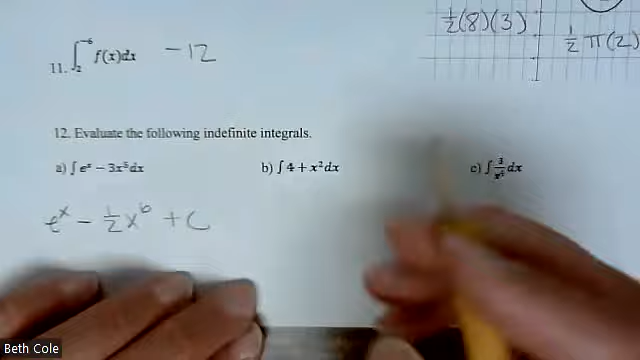 ½(8)(3)
½π(2)
11. ∫₋₂⁻⁶ f(x)dx -12
12. Evaluate the following indefinite integrals.
a) ∫ eˣ − 3x⁵dx b) ∫ 4 + x²dx c) ∫ 3/x⁵ dx
eˣ − ½x⁶ + C
Beth Cole